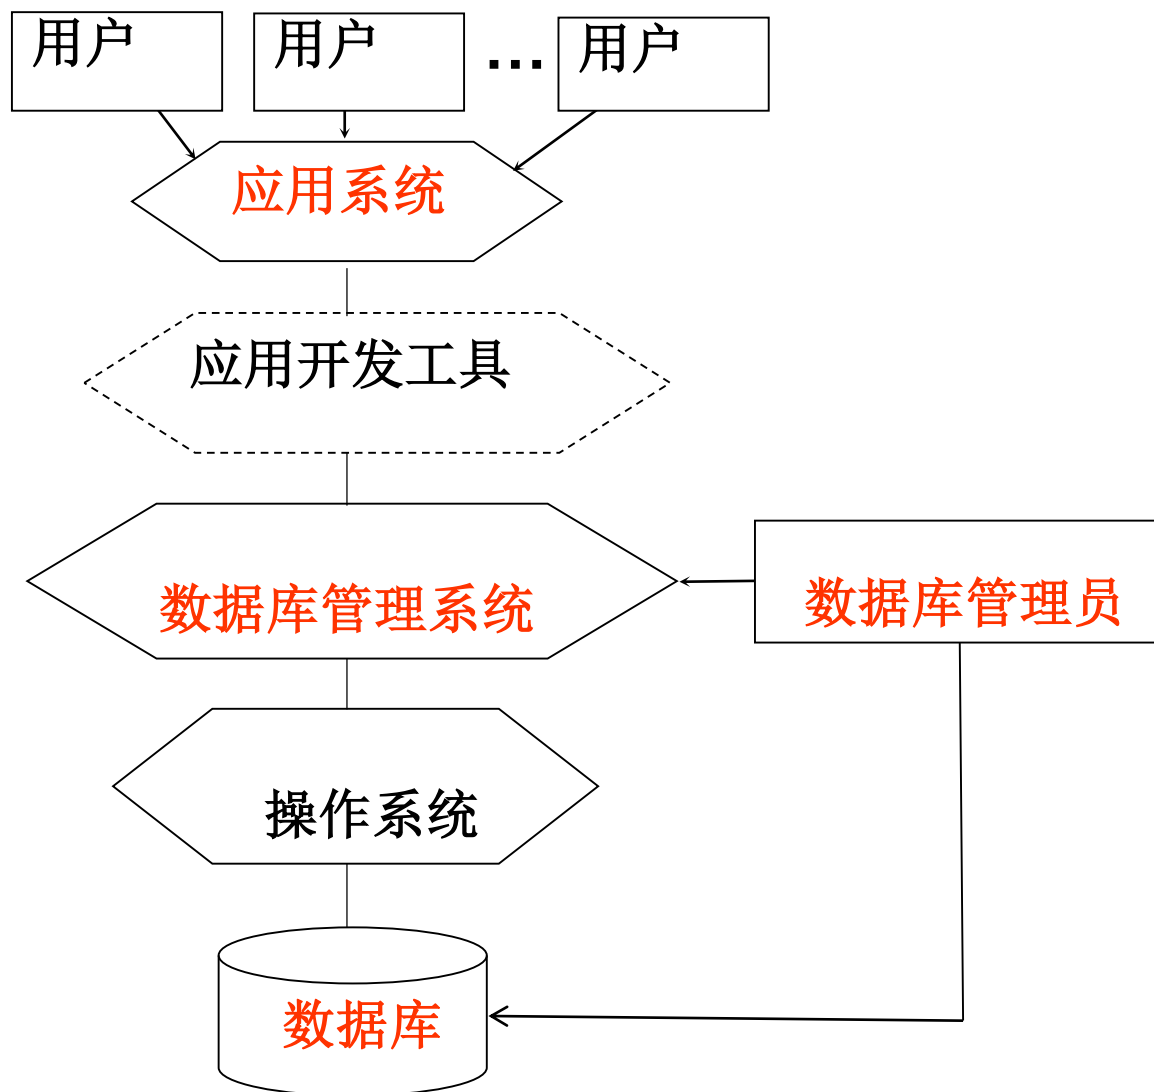 用户 用户 … 用户
应用系统
应用开发工具
数据库管理系统 数据库管理员
操作系统
数据库